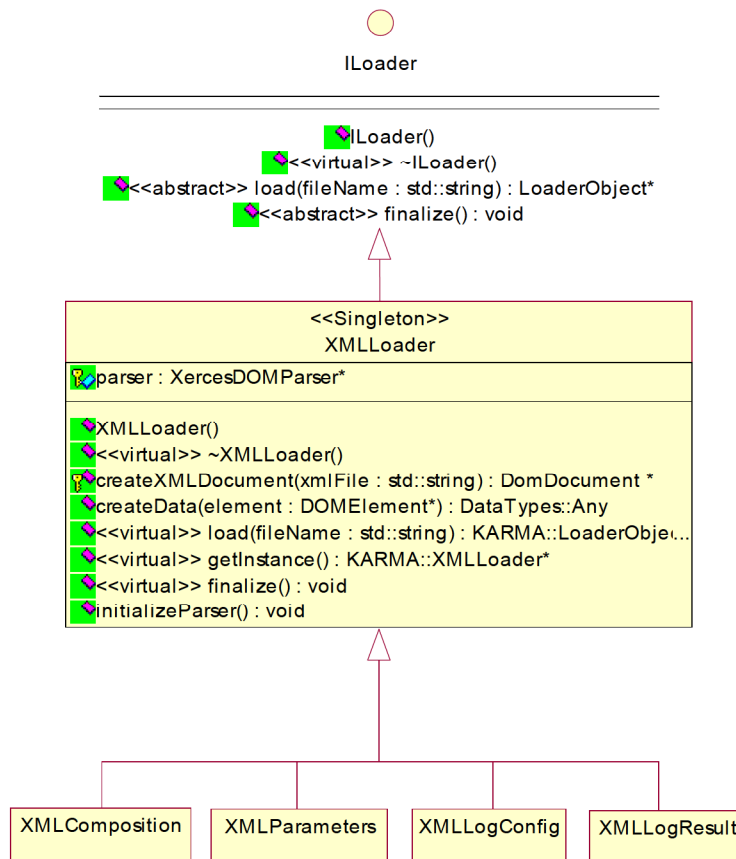 ILoader
ILoader()
<<virtual>> ~ILoader()
<<abstract>> load(fileName : std::string) : LoaderObject*
<<abstract>> finalize() : void
<<Singleton>>
XMLLoader
parser : XercesDOMParser*
XMLLoader()
<<virtual>> ~XMLLoader()
createXMLDocument(xmlFile : std::string) : DomDocument *
createData(element : DOMElement*) : DataTypes::Any
<<virtual>> load(fileName : std::string) : KARMA::LoaderObje...
<<virtual>> getInstance() : KARMA::XMLLoader*
<<virtual>> finalize() : void
initializeParser() : void
XMLComposition XMLParameters XMLLogConfig XMLLogResult